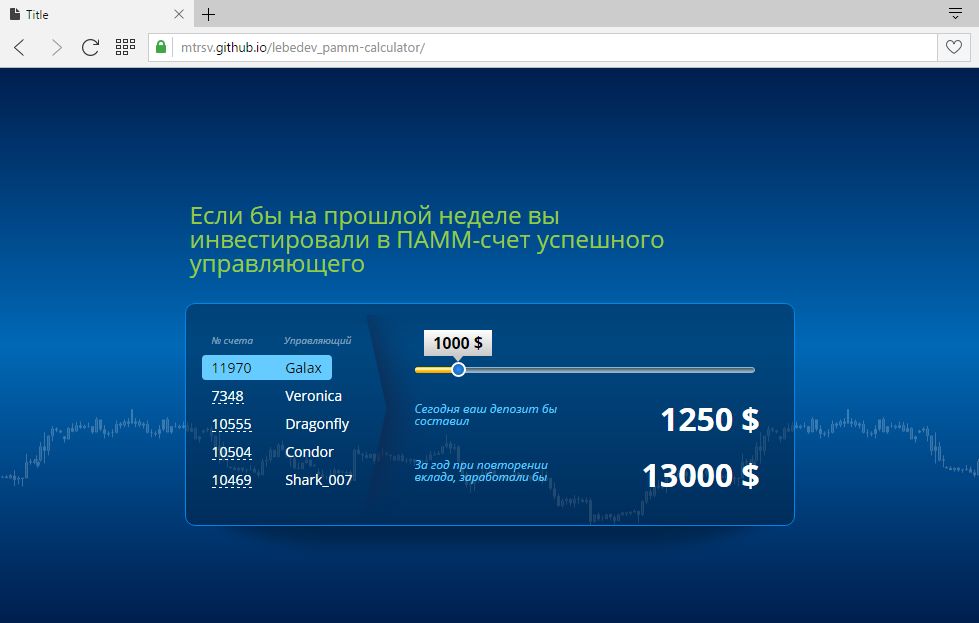 Title
mtrsv.github.io/lebedev_pamm-calculator/
Если бы на прошлой неделе вы
инвестировали в ПАММ-счет успешного
управляющего
№ счета Управляющий
11970 Galax
7348 Veronica
10555 Dragonfly
10504 Condor
10469 Shark_007
1000 $
Сегодня ваш депозит бы
составил
1250 $
За год при повторении
вклада, заработали бы
13000 $